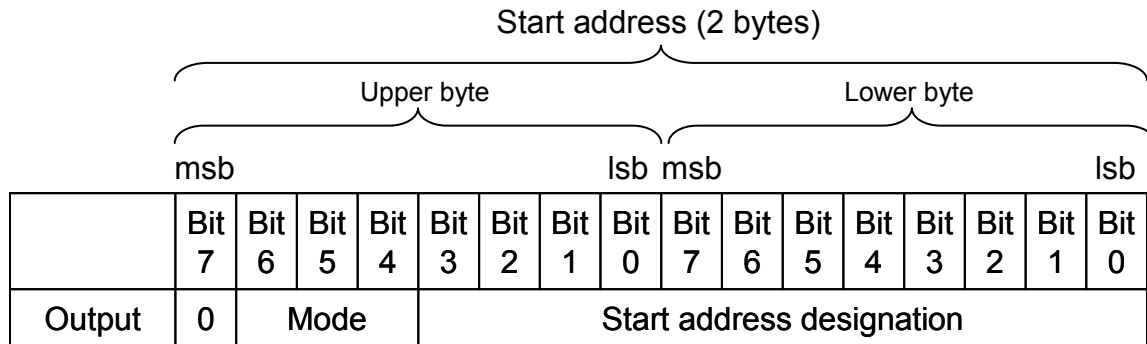 Start address (2 bytes)
Upper byte Lower byte
msb lsb msb lsb
Bit 7 Bit 6 Bit 5 Bit 4 Bit 3 Bit 2 Bit 1 Bit 0 Bit 7 Bit 6 Bit 5 Bit 4 Bit 3 Bit 2 Bit 1 Bit 0
Output 0 Mode Start address designation